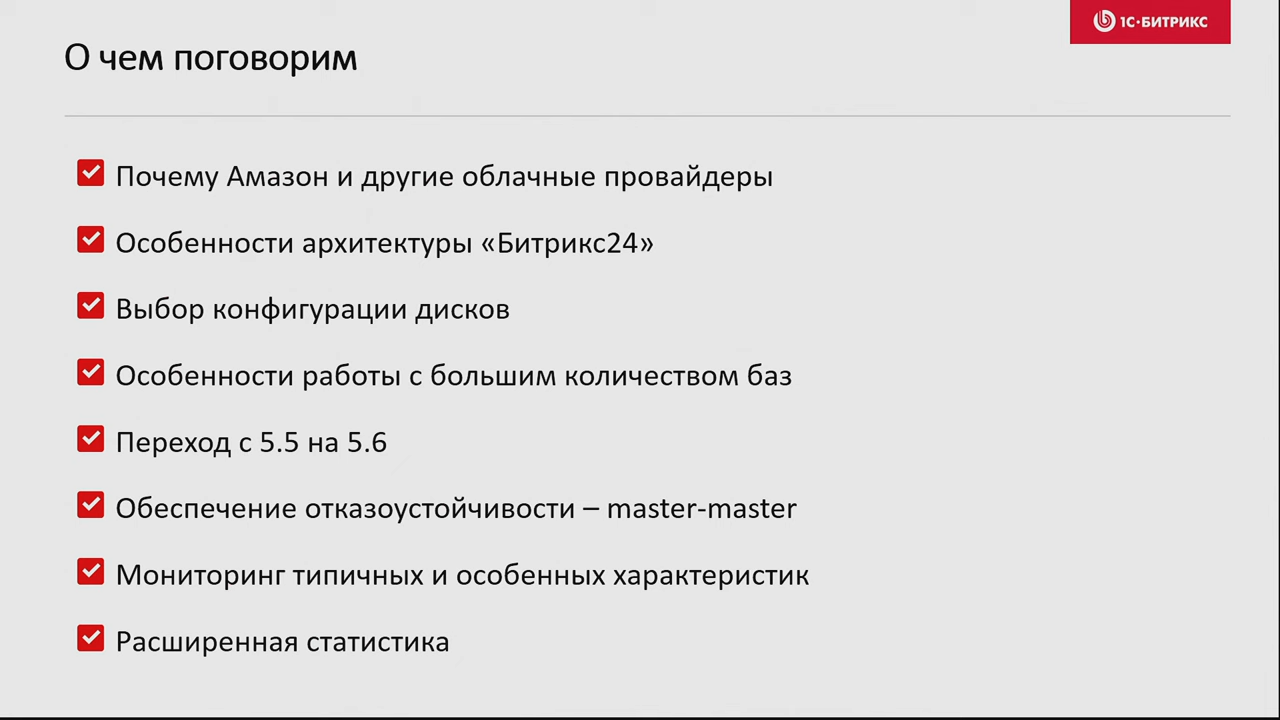 О чем поговорим
1С·БИТРИКС
Почему Амазон и другие облачные провайдеры
Особенности архитектуры «Битрикс24»
Выбор конфигурации дисков
Особенности работы с большим количеством баз
Переход с 5.5 на 5.6
Обеспечение отказоустойчивости – master-master
Мониторинг типичных и особенных характеристик
Расширенная статистика